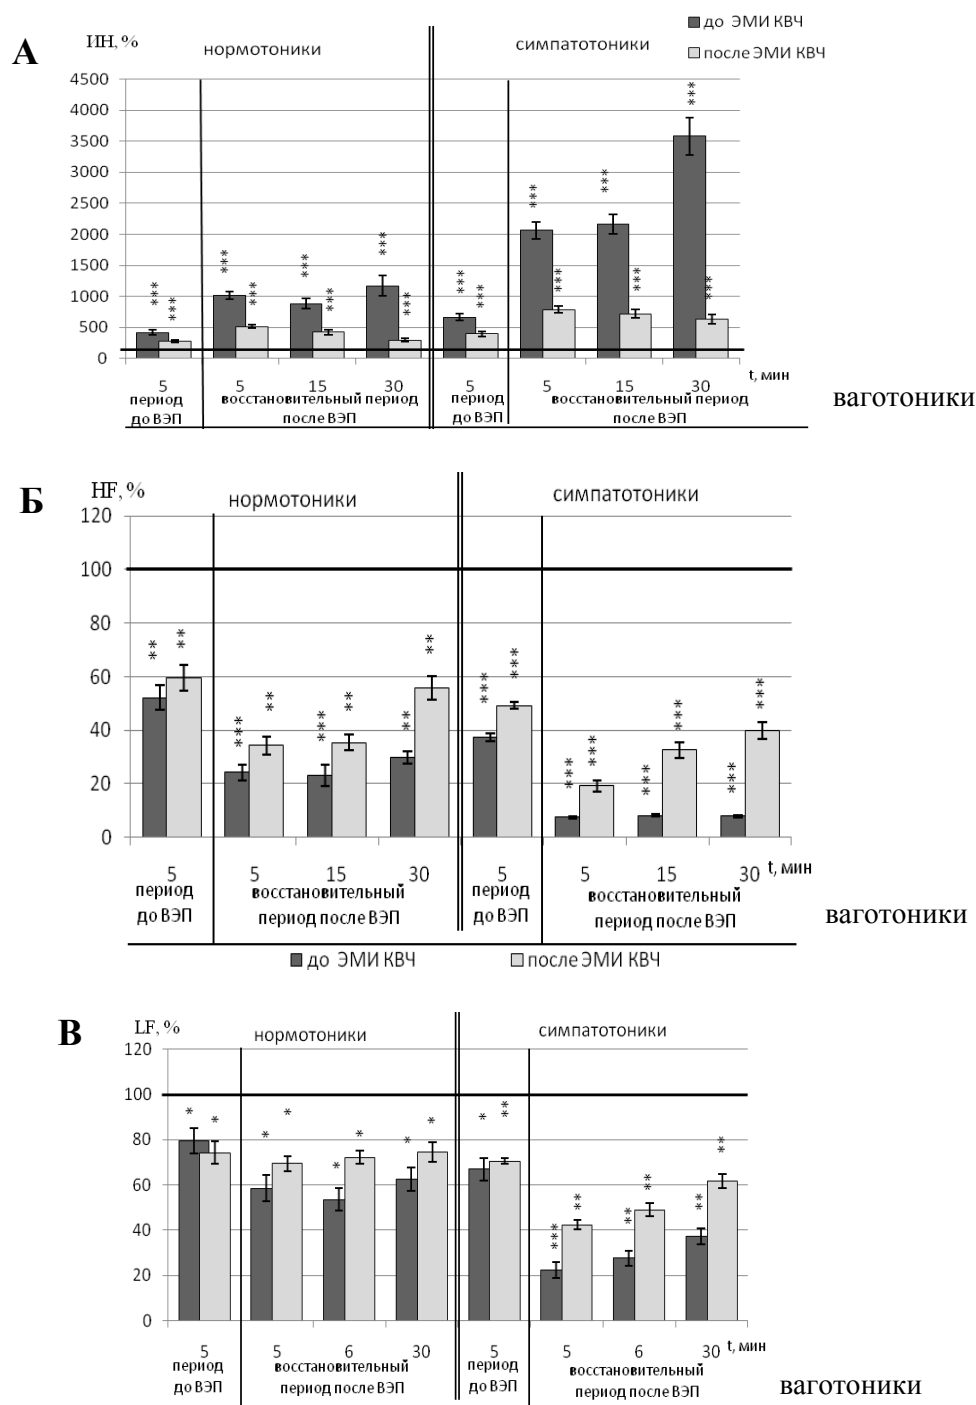 до ЭМИ КВЧ
после ЭМИ КВЧ
А
ИН, %
нормотоники
симпатотоники
4500
4000
3500
3000
2500
2000
1500
1000
500
0
*** *** *** *** *** *** *** *** *** *** *** *** *** *** *** ***
5 5 15 30 5 5 15 30 t, мин
период до ВЭП
восстановительный период после ВЭП
период до ВЭП
восстановительный период после ВЭП
ваготоники
Б
HF, %
нормотоники
симпатотоники
120
100
80
60
40
20
0
** ** *** ** *** ** ** ** *** *** *** *** *** *** *** ***
5 5 15 30 5 5 15 30 t, мин
период до ВЭП
восстановительный
период после ВЭП
период до ВЭП
восстановительный
период после ВЭП
ваготоники
до ЭМИ КВЧ
после ЭМИ КВЧ
В
LF, %
нормотоники
симпатотоники
120
100
80
60
40
20
0
* * * * * * * * * ** *** ** ** ** ** **
5 5 6 30 5 5 6 30 t, мин
период до ВЭП
восстановительный
период после ВЭП
период до ВЭП
восстановительный
период после ВЭП
ваготоники